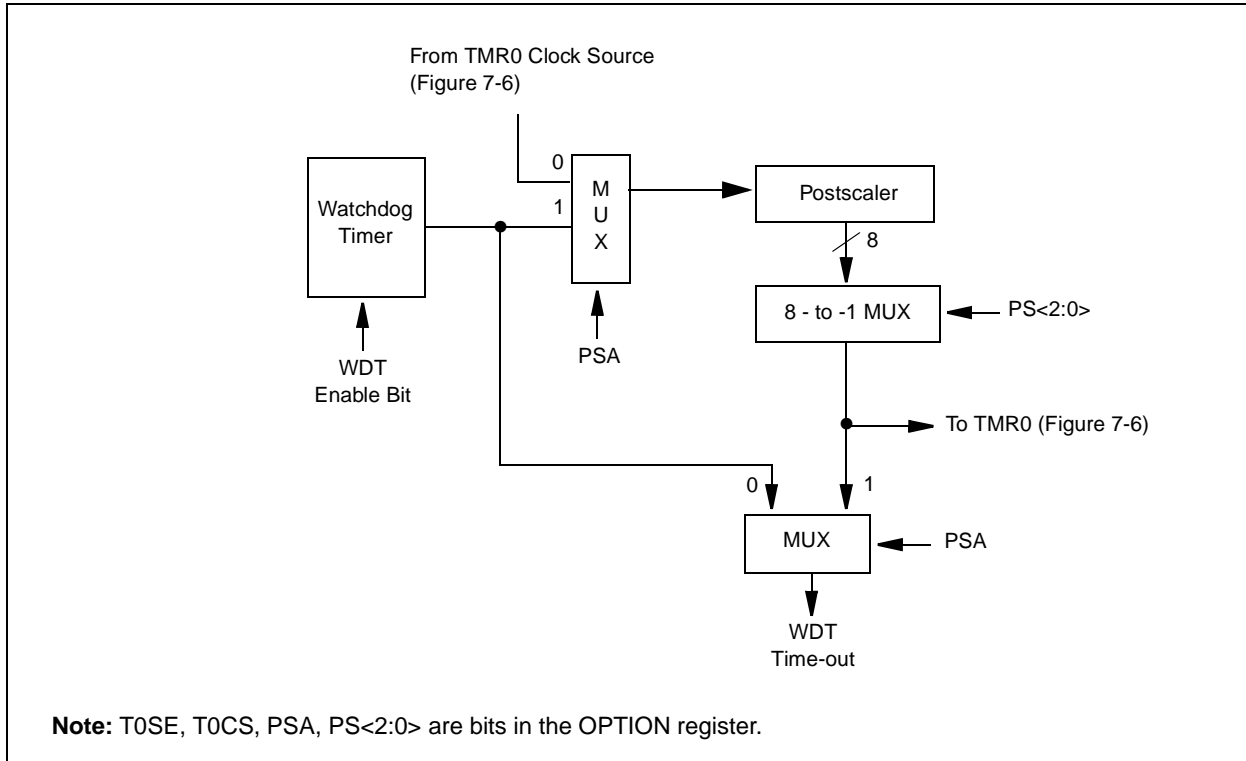 From TMR0 Clock Source
(Figure 7-6)
0
1
M
U
X
Watchdog
Timer
Postscaler
8
8 - to -1 MUX
PS<2:0>
PSA
WDT
Enable Bit
To TMR0 (Figure 7-6)
0
1
MUX
PSA
WDT
Time-out
Note: T0SE, T0CS, PSA, PS<2:0> are bits in the OPTION register.